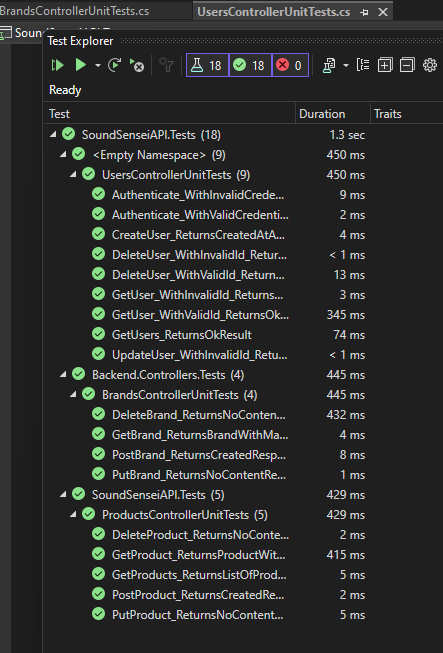 BrandsControllerUnitTests.cs UsersControllerUnitTests.cs
Test Explorer
18 18 0
Ready
Test Duration Traits
SoundSenseiAPI.Tests (18) 1.3 sec
<Empty Namespace> (9) 450 ms
UsersControllerUnitTests (9) 450 ms
Authenticate_WithInvalidCrede... 9 ms
Authenticate_WithValidCredenti... 2 ms
CreateUser_ReturnsCreatedAtA... 4 ms
DeleteUser_WithInvalidId_Retur... < 1 ms
DeleteUser_WithValidId_Return... 13 ms
GetUser_WithInvalidId_Returns... 3 ms
GetUser_WithValidId_ReturnsOk... 345 ms
GetUsers_ReturnsOkResult 74 ms
UpdateUser_WithInvalidId_Retu... < 1 ms
Backend.Controllers.Tests (4) 445 ms
BrandsControllerUnitTests (4) 445 ms
DeleteBrand_ReturnsNoConten... 432 ms
GetBrand_ReturnsBrandWithMa... 4 ms
PostBrand_ReturnsCreatedResp... 8 ms
PutBrand_ReturnsNoContentRe... 1 ms
SoundSenseiAPI.Tests (5) 429 ms
ProductsControllerUnitTests (5) 429 ms
DeleteProduct_ReturnsNoConte... 2 ms
GetProduct_ReturnsProductWit... 415 ms
GetProducts_ReturnsListOfProd... 5 ms
PostProduct_ReturnsCreatedRe... 2 ms
PutProduct_ReturnsNoContent... 5 ms